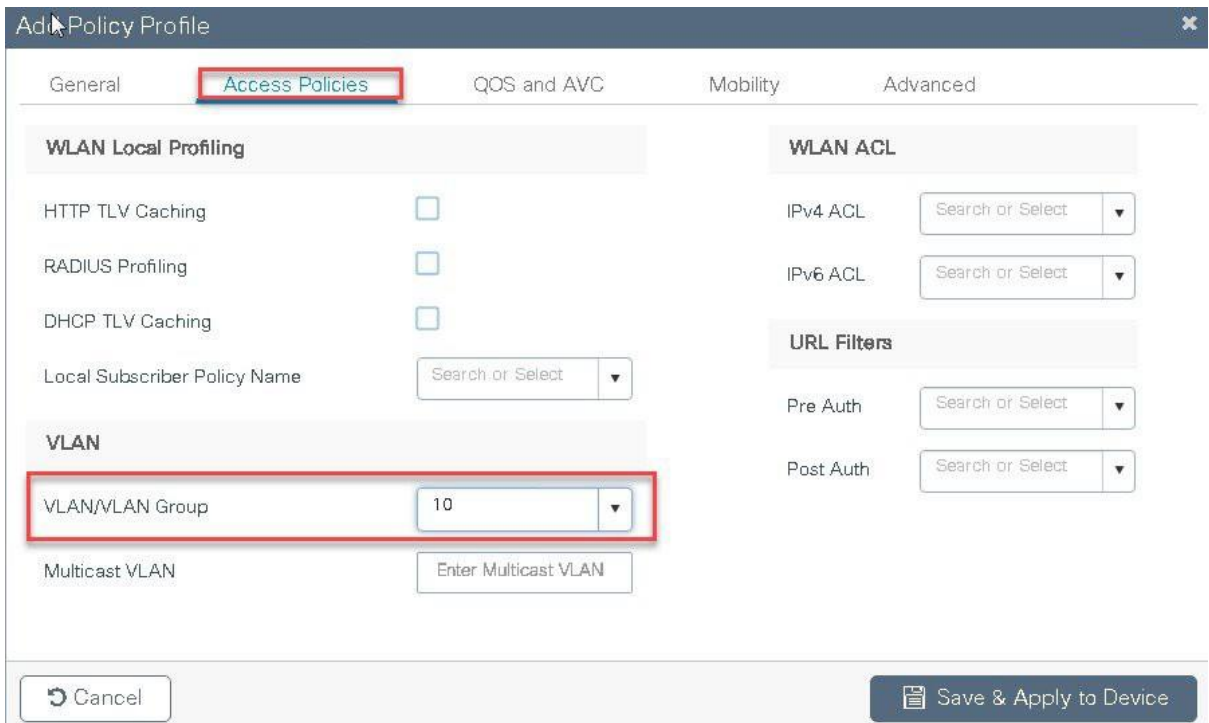 Add Policy Profile
General Access Policies QOS and AVC Mobility Advanced
WLAN Local Profiling
HTTP TLV Caching
RADIUS Profiling
DHCP TLV Caching
Local Subscriber Policy Name Search or Select
VLAN
VLAN/VLAN Group 10
Multicast VLAN Enter Multicast VLAN
WLAN ACL
IPv4 ACL Search or Select
IPv6 ACL Search or Select
URL Filters
Pre Auth Search or Select
Post Auth Search or Select
Cancel Save & Apply to Device